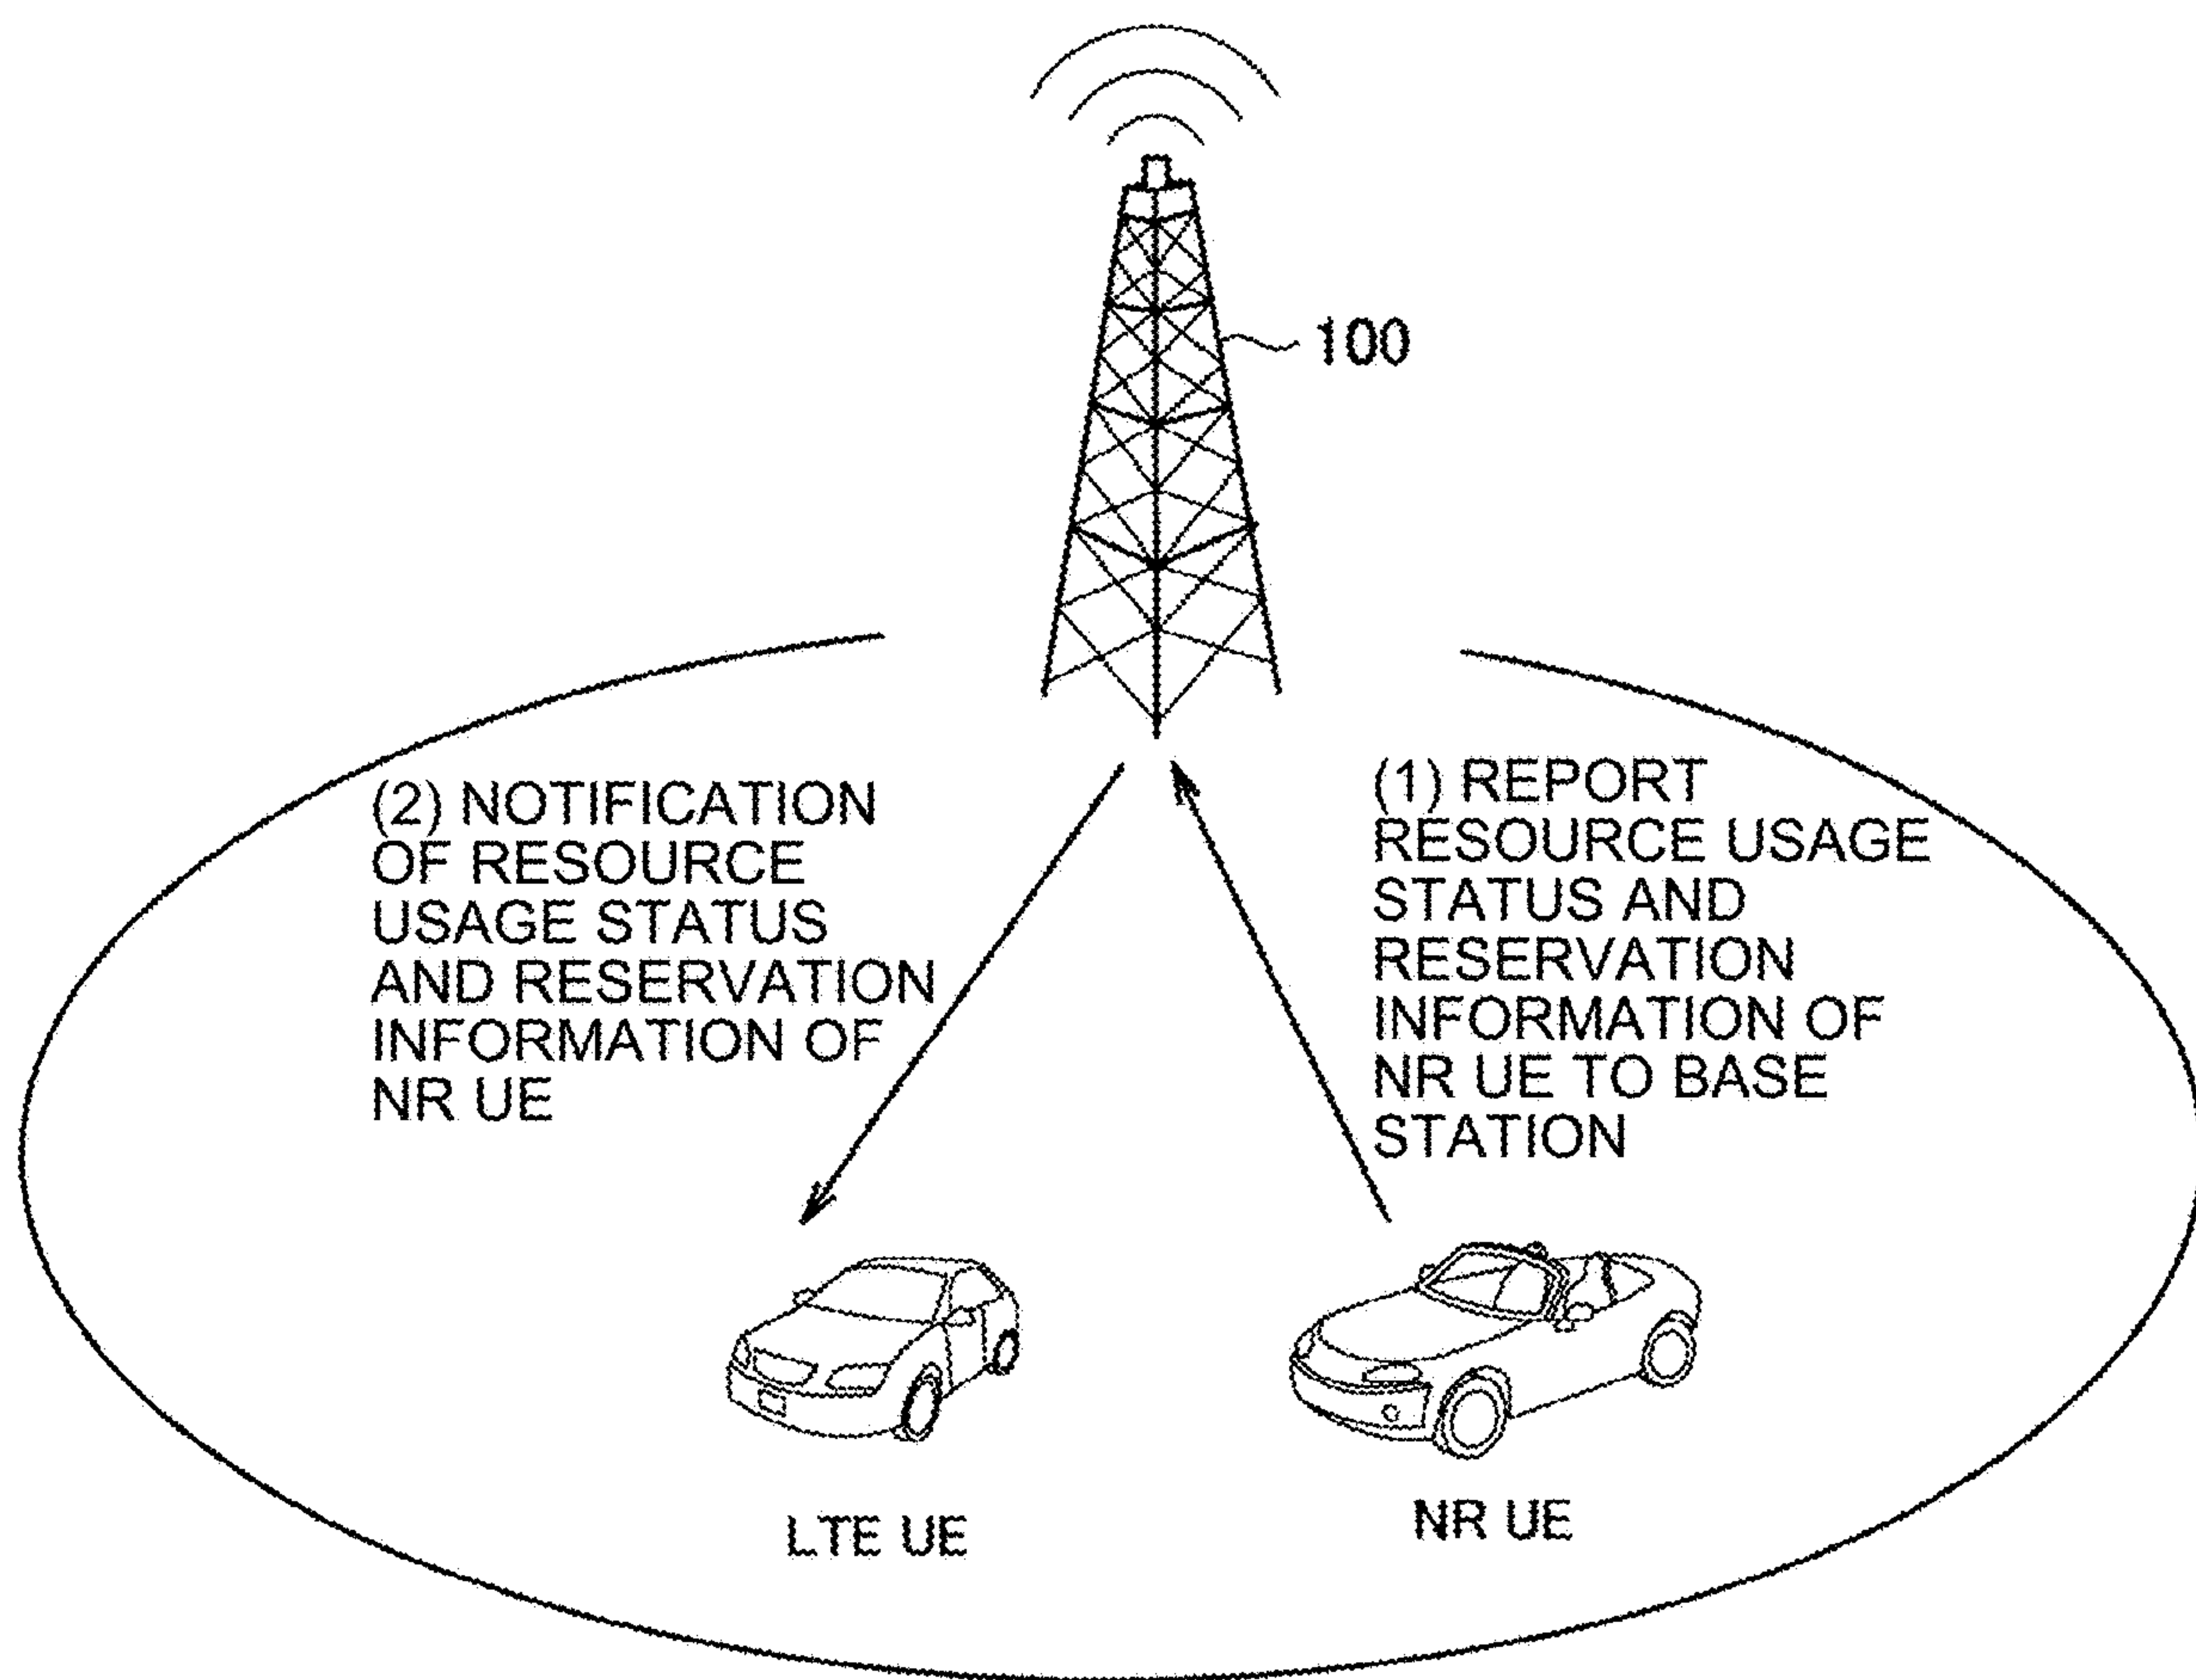 100
(2) NOTIFICATION
OF RESOURCE
USAGE STATUS
AND RESERVATION
INFORMATION OF
NR UE
(1) REPORT
RESOURCE USAGE
STATUS AND
RESERVATION
INFORMATION OF
NR UE TO BASE
STATION
LTE UE
NR UE